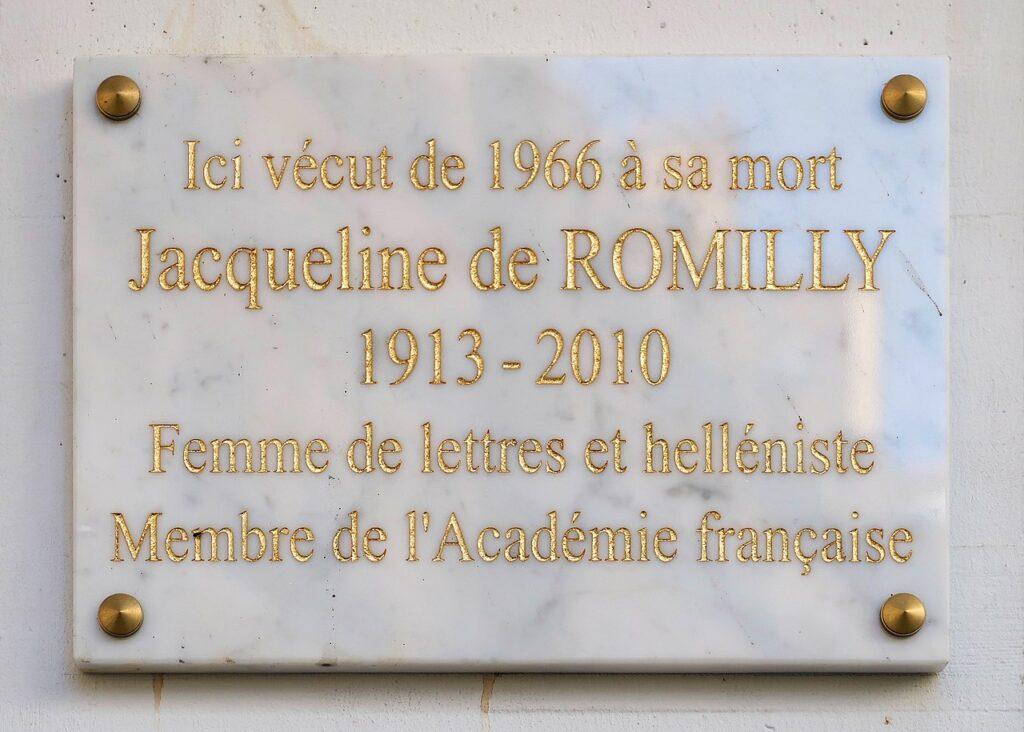 Ici vécut de 1966 à sa mort
Jacqueline de ROMILLY
1913 - 2010
Femme de lettres et helléniste
Membre de l'Académie française